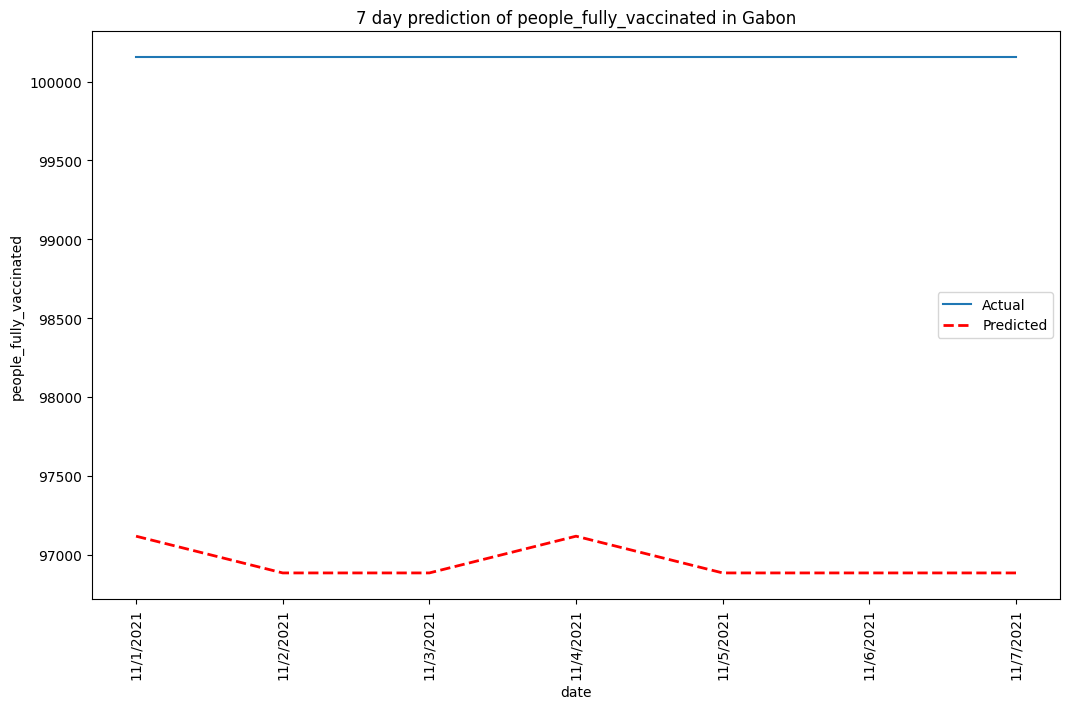 7 day prediction of people_fully_vaccinated in Gabon
people_fully_vaccinated
100000
99500
99000
98500
98000
97500
97000
Actual
Predicted
11/1/2021
11/2/2021
11/3/2021
11/4/2021
11/5/2021
11/6/2021
11/7/2021
date